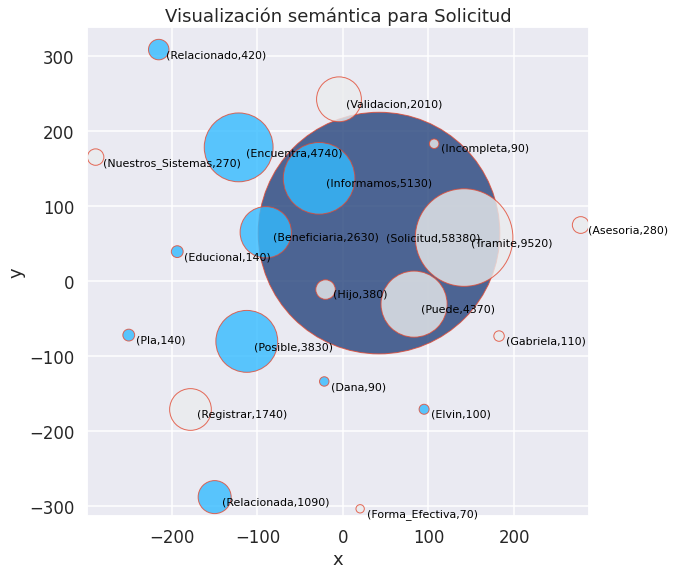 Visualización semántica para Solicitud
300
(Relacionado,420)
(Validacion,2010)
200
(Incompleta,90)
(Encuentra,4740)
(Nuestros_Sistemas,270)
(Informamos,5130)
100
(Asesoria,280)
(Beneficiaria,2630)
(Solicitud,58380)
(Tramite,9520)
(Educional,140)
y
0
(Hijo,380)
(Puede,4370)
(Pla,140)
(Gabriela,110)
(Posible,3830)
−100
(Dana,90)
(Registrar,1740)
(Elvin,100)
−200
(Relacionada,1090)
−300
(Forma_Efectiva,70)
−200
−100
0
100
200
x